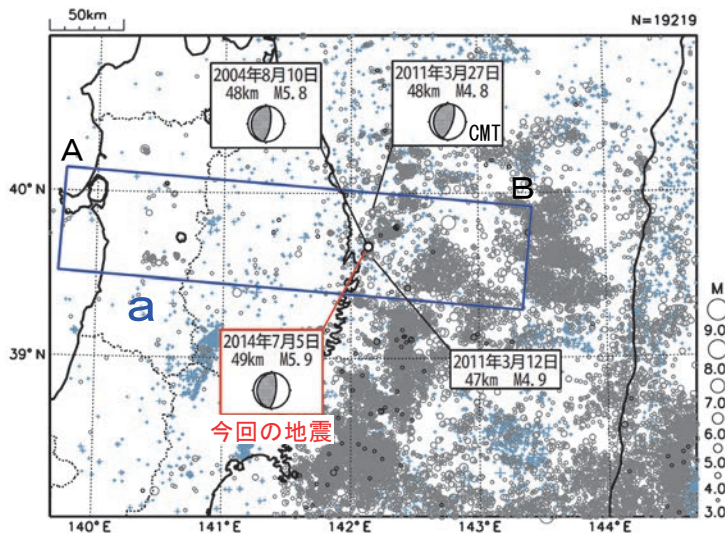 50km
N=19219
2004年8月10日
48km M5.8
2011年3月27日
48km M4.8
CMT
A
B
40°N
a
39°N
2014年7月5日
49km M5.9
今回の地震
2011年3月12日
47km M4.9
M
9.0
8.0
7.0
6.0
5.0
4.0
3.0
140°E
141°E
142°E
143°E
144°E